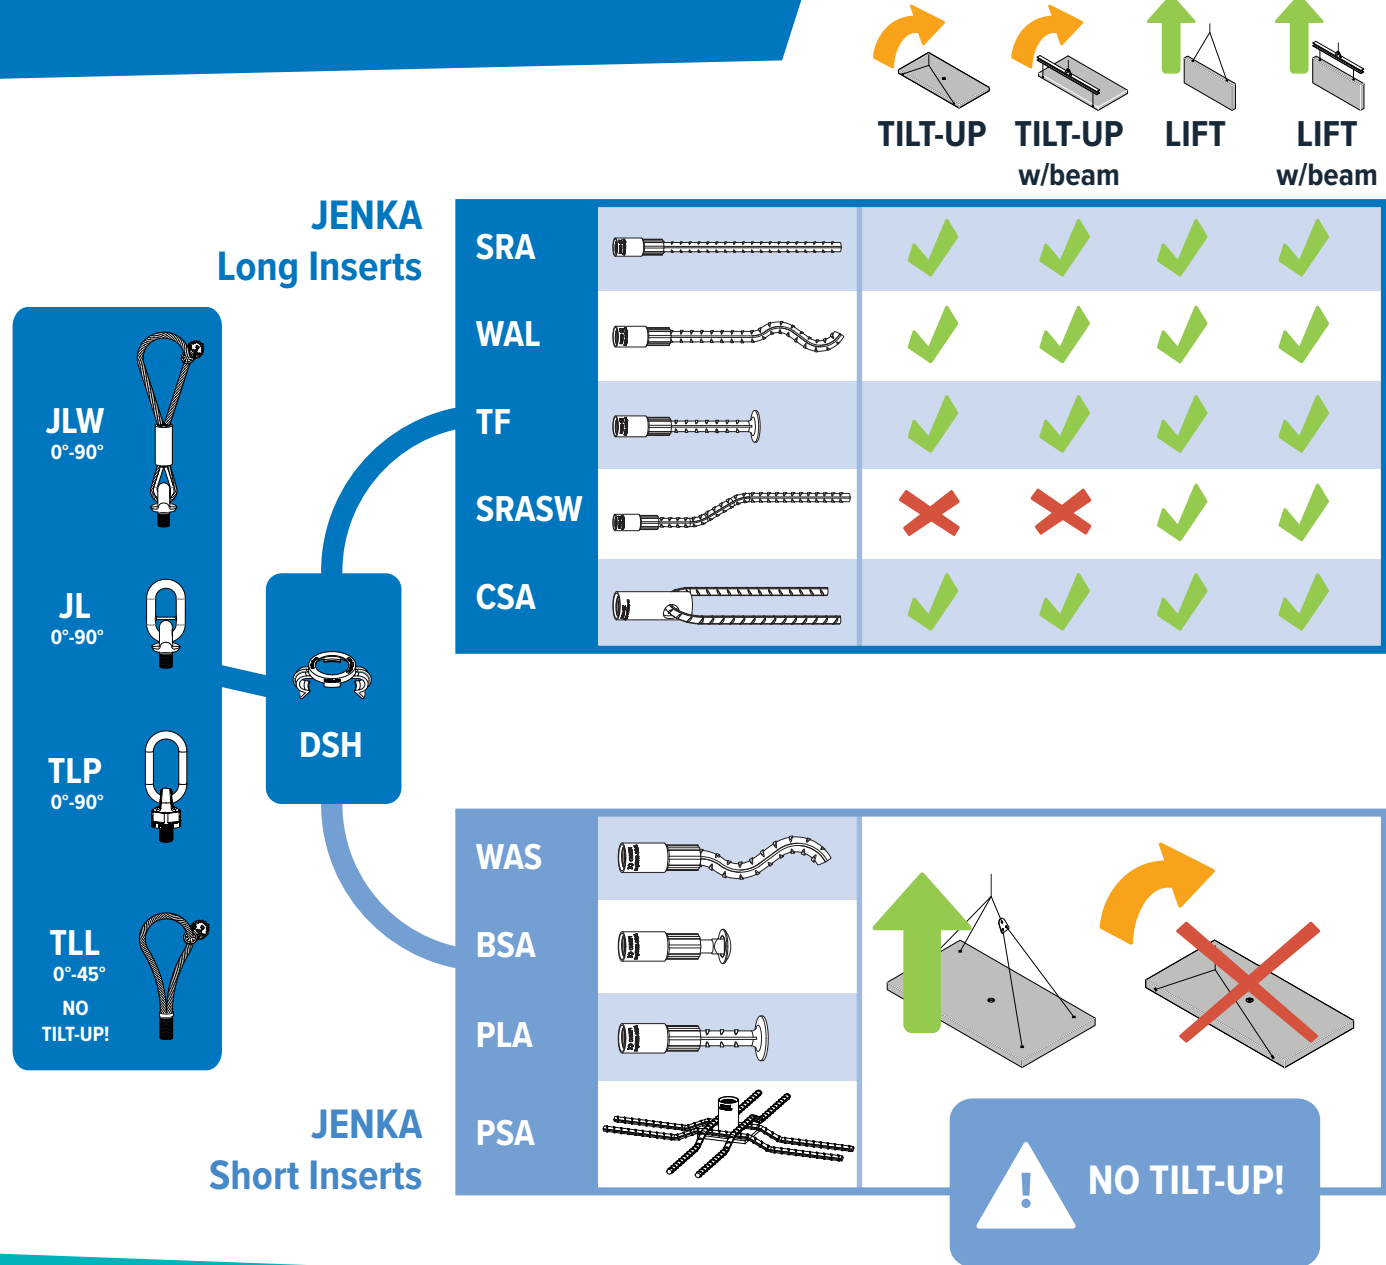 TILT-UP
TILT-UP
w/beam
LIFT
LIFT
w/beam
JENKA
Long Inserts
SRA
WAL
TF
SRASW
CSA
JLW
0°-90°
JL
0°-90°
TLP
0°-90°
TLL
0°-45°
NO
TILT-UP!
DSH
WAS
BSA
PLA
PSA
JENKA
Short Inserts
!
NO TILT-UP!